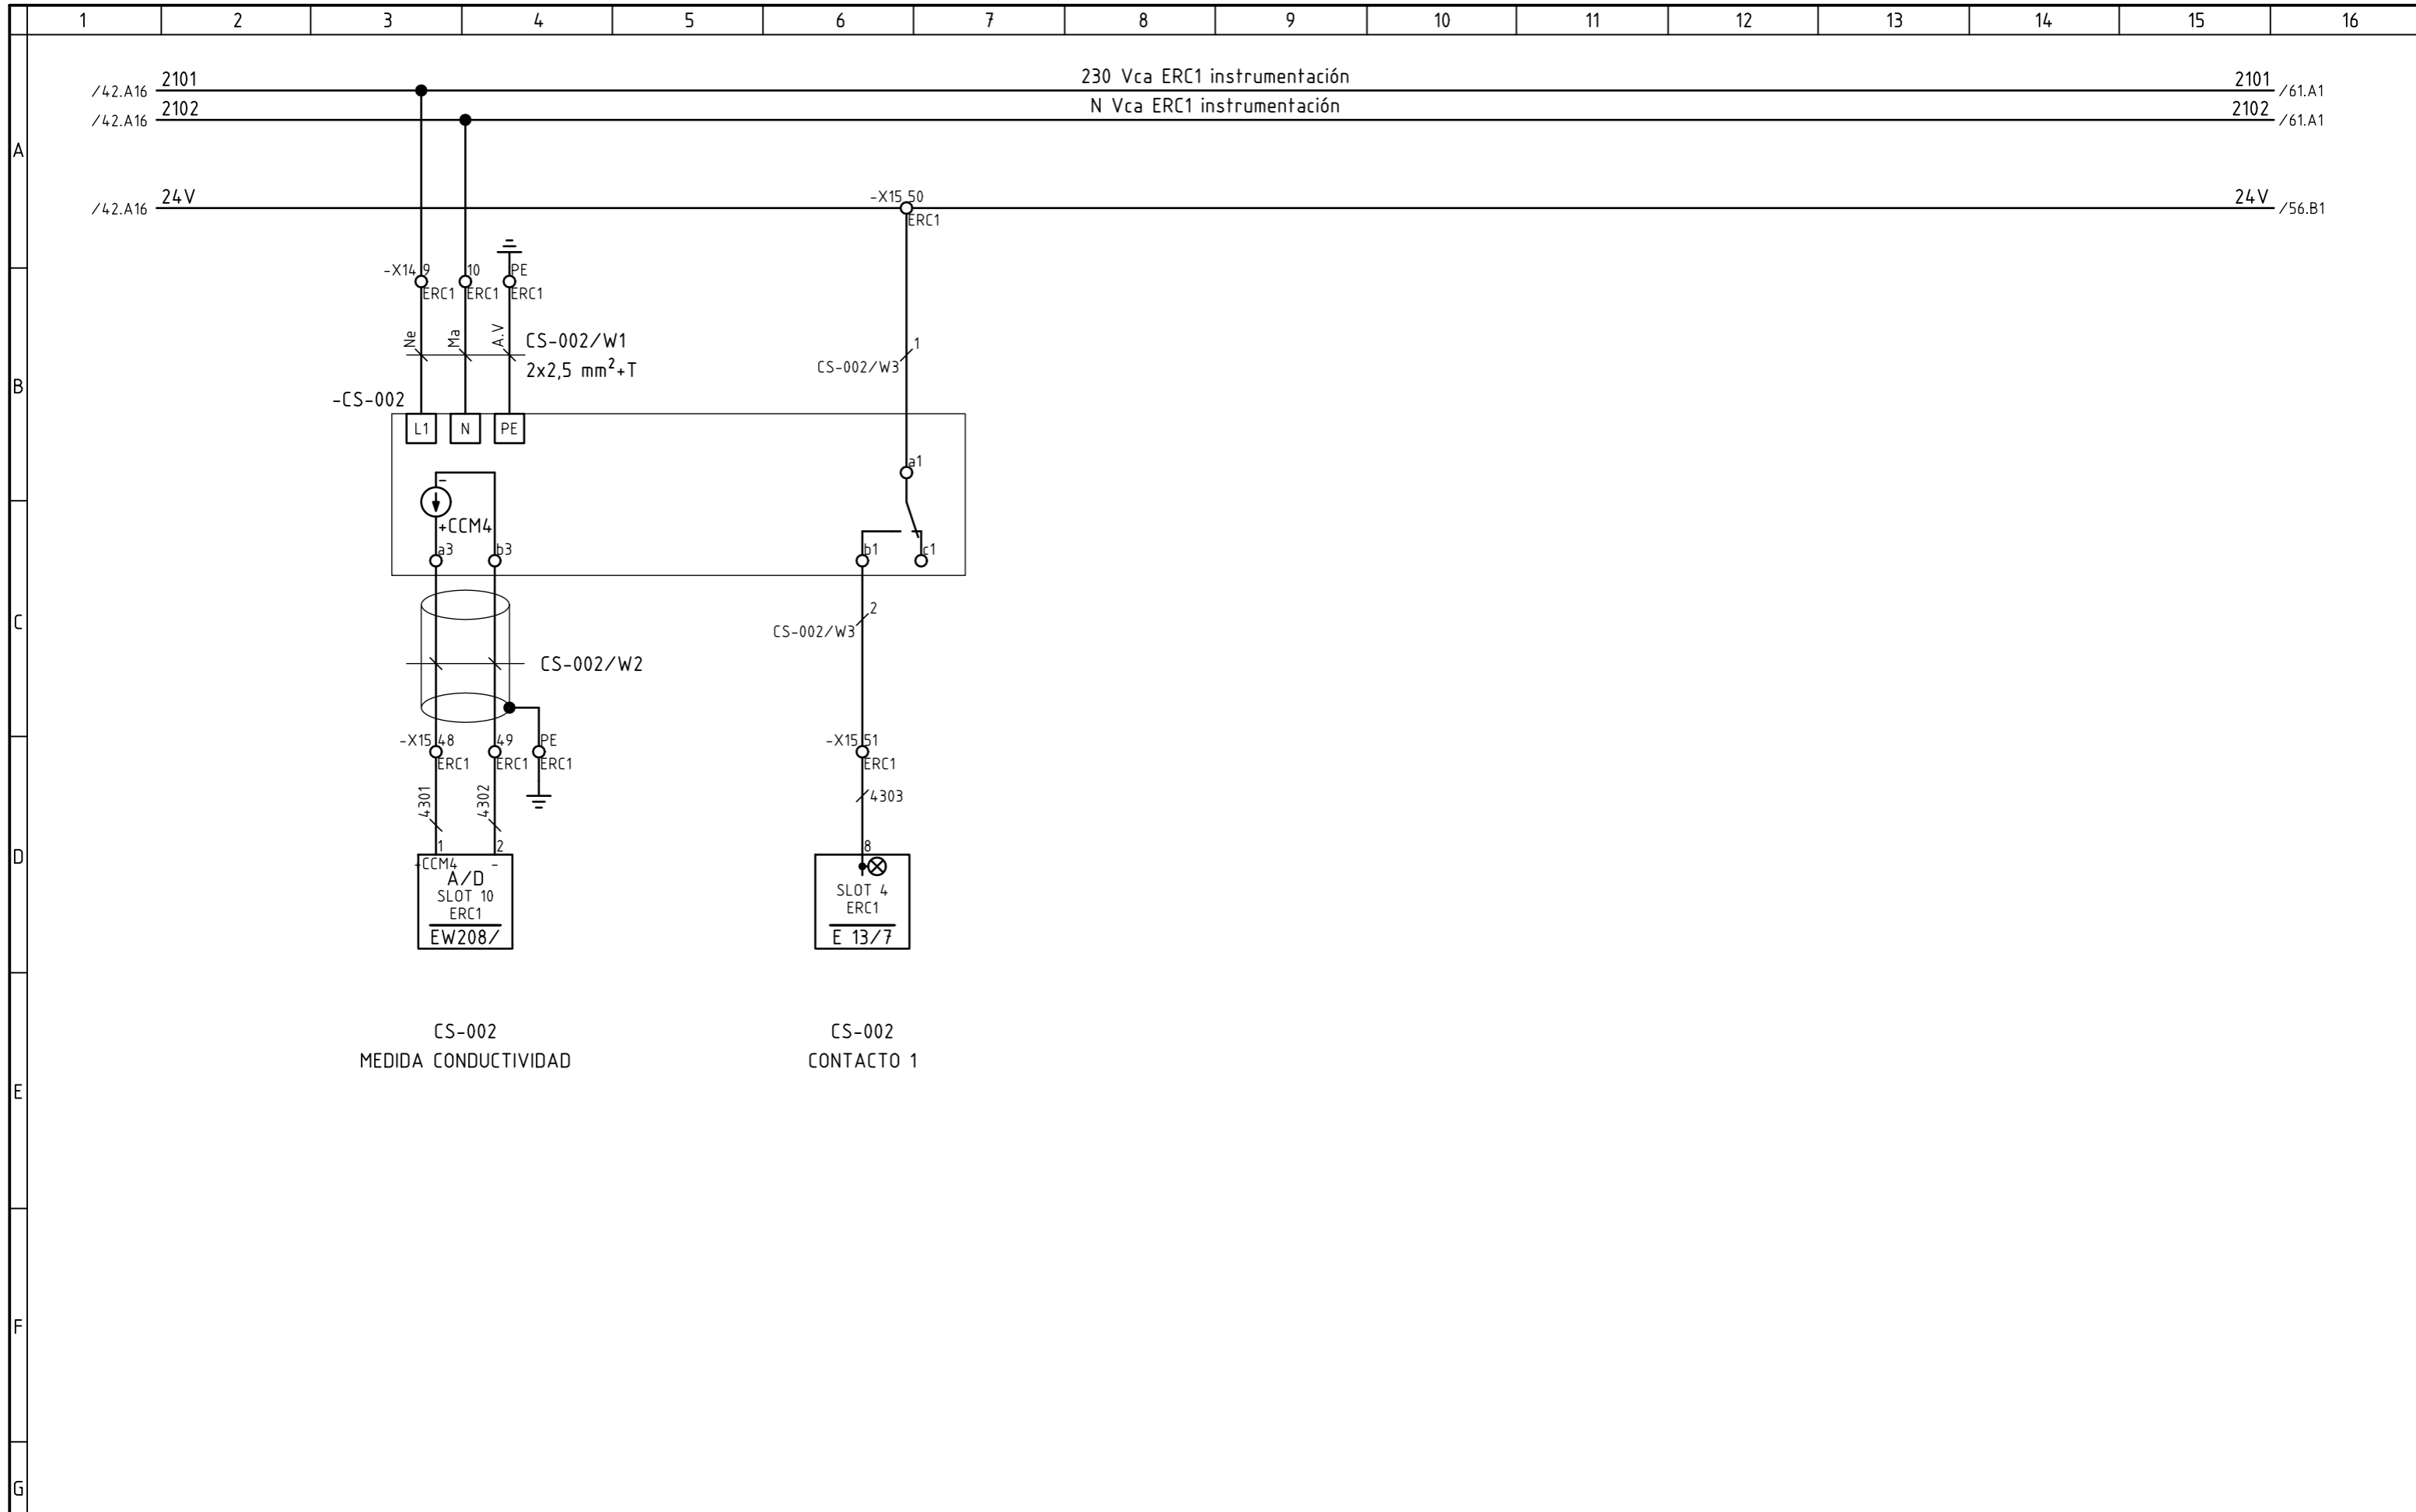 1 2 3 4 5 6 7 8 9 10 11 12 13 14 15 16
2101 230 Vca ERC1 instrumentación 2101
/42.A16 /61.A1
2102 N Vca ERC1 instrumentación 2102
/42.A16 /61.A1
A
24V -X15 50 24V
/42.A16 ERC1 /56.B1
-X14 9 10 PE
ERC1 ERC1 ERC1
Ne Ma A.V CS-002/W1 1
2x2,5 mm²+T CS-002/W3
B
-CS-002
L1 N PE
a1
-
+CCM4
a3 b3 b1 c1
C
2
CS-002/W3
CS-002/W2
-X15 48 49 PE -X15 51
ERC1 ERC1 ERC1 ERC1
4301 4302 4303
D
1 2 8
+CCM4 -
A/D
SLOT 10 SLOT 4
ERC1 ERC1
EW208/ E 13/7
CS-002 CS-002
MEDIDA CONDUCTIVIDAD CONTACTO 1
E
F
G